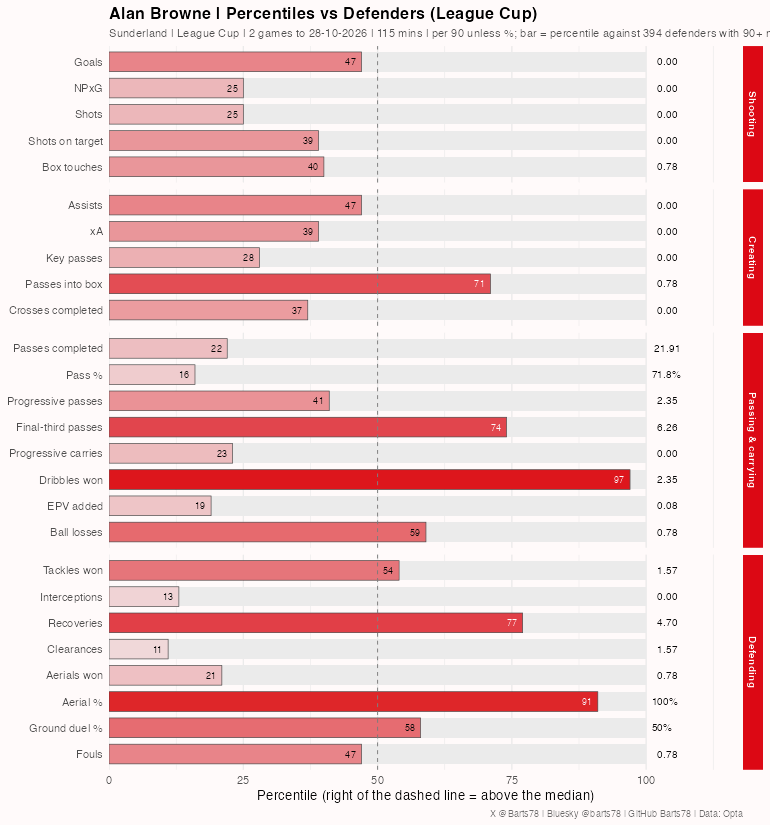 Alan Browne | Percentiles vs Defenders (League Cup)
Sunderland | League Cup | 2 games to 28-10-2026 | 115 mins | per 90 unless %; bar = percentile against 394 defenders with 90+ m
Goals 47 0.00
NPxG 25 0.00
Shots 25 0.00
Shots on target 39 0.00
Box touches 40 0.78
Shooting
Assists 47 0.00
xA 39 0.00
Key passes 28 0.00
Passes into box 71 0.78
Crosses completed 37 0.00
Creating
Passes completed 22 21.91
Pass % 16 71.8%
Progressive passes 41 2.35
Final-third passes 74 6.26
Progressive carries 23 0.00
Dribbles won 97 2.35
EPV added 19 0.08
Ball losses 59 0.78
Passing & carrying
Tackles won 54 1.57
Interceptions 13 0.00
Recoveries 77 4.70
Clearances 11 1.57
Aerials won 21 0.78
Aerial % 91 100%
Ground duel % 58 50%
Fouls 47 0.78
Defending
0 25 50 75 100
Percentile (right of the dashed line = above the median)
X @Barts78 | Bluesky @barts78 | GitHub Barts78 | Data: Opta